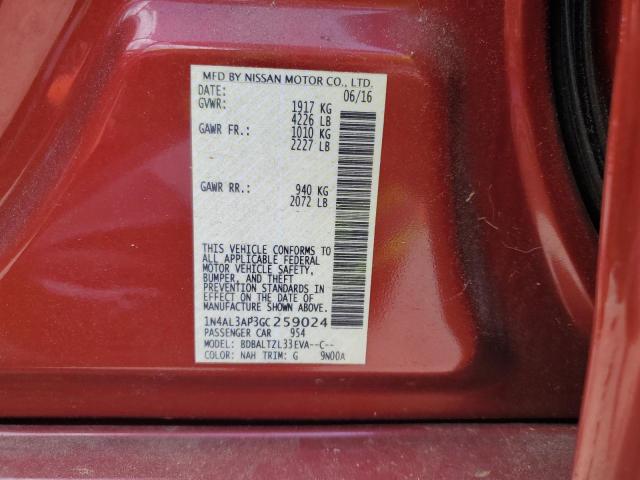 MFD BY NISSAN MOTOR CO., LTD.
DATE: 06/16
GVWR: 1917 KG
4226 LB
GAWR FR.: 1010 KG
2227 LB
GAWR RR.: 940 KG
2072 LB
THIS VEHICLE CONFORMS TO
ALL APPLICABLE FEDERAL
MOTOR VEHICLE SAFETY,
BUMPER, AND THEFT
PREVENTION STANDARDS
IN EFFECT ON THE DATE OF
MANUFACTURE SHOWN ABOVE.
1N4AL3AP3GC259024
PASSENGER CAR 954
MODEL: BDBALTZL33EVA--C--
COLOR: NAH TRIM: G 9N00A